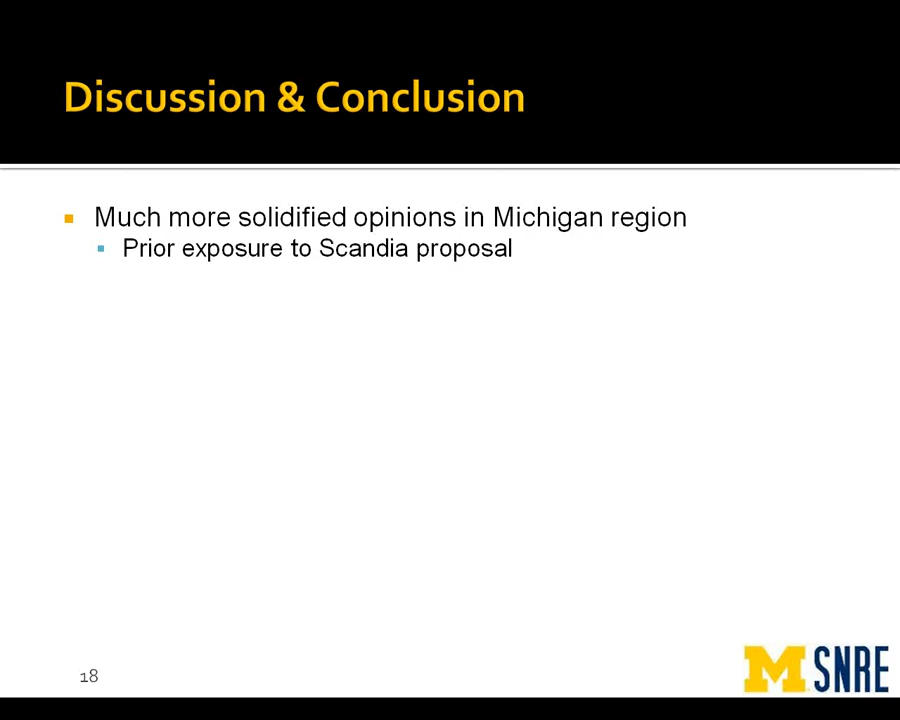 Discussion & Conclusion
Much more solidified opinions in Michigan region
Prior exposure to Scandia proposal
18
M SNRE